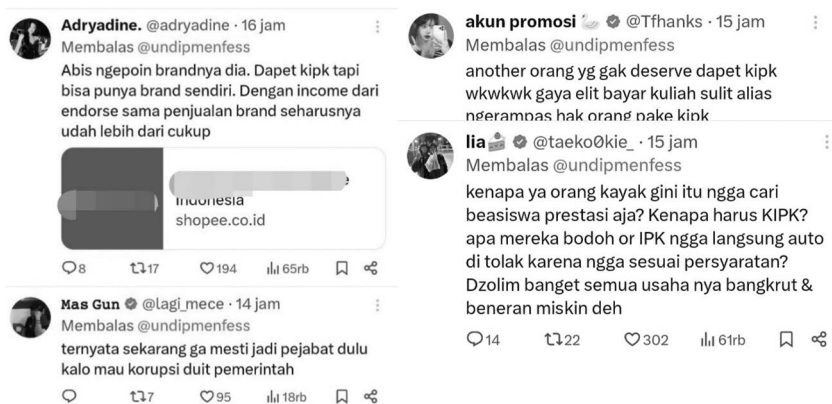 Adryadine. @adryadine · 16 jam
Membalas @undipmenfess
Abis ngepoin brandnya dia. Dapet kipk tapi
bisa punya brand sendiri. Dengan income dari
endorse sama penjualan brand seharusnya
udah lebih dari cukup
Indonesia
shopee.co.id
8 17 194 65rb
Mas Gun @lagi_mece · 14 jam
Membalas @undipmenfess
ternyata sekarang ga mesti jadi pejabat dulu
kalo mau korupsi duit pemerintah
7 95 18rb
akun promosi 🦢 @Tfhanks · 15 jam
Membalas @undipmenfess
another orang yg gak deserve dapet kipk
wkwkwk gaya elit bayar kuliah sulit alias
ngerampas hak orang pake kipk
lia🍰 @taeko0kie_ · 15 jam
Membalas @undipmenfess
kenapa ya orang kayak gini itu ngga cari
beasiswa prestasi aja? Kenapa harus KIPK?
apa mereka bodoh or IPK ngga langsung auto
di tolak karena ngga sesuai persyaratan?
Dzolim banget semua usaha nya bangkrut &
beneran miskin deh
14 22 302 61rb